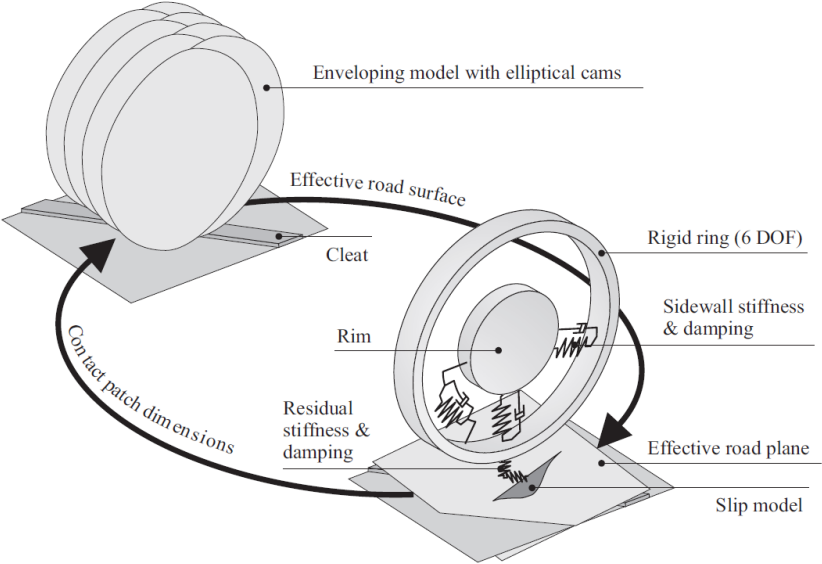 Enveloping model with elliptical cams
Effective road surface
Cleat
Rigid ring (6 DOF)
Sidewall stiffness
& damping
Rim
Contact patch dimensions
Residual
stiffness &
damping
Effective road plane
Slip model